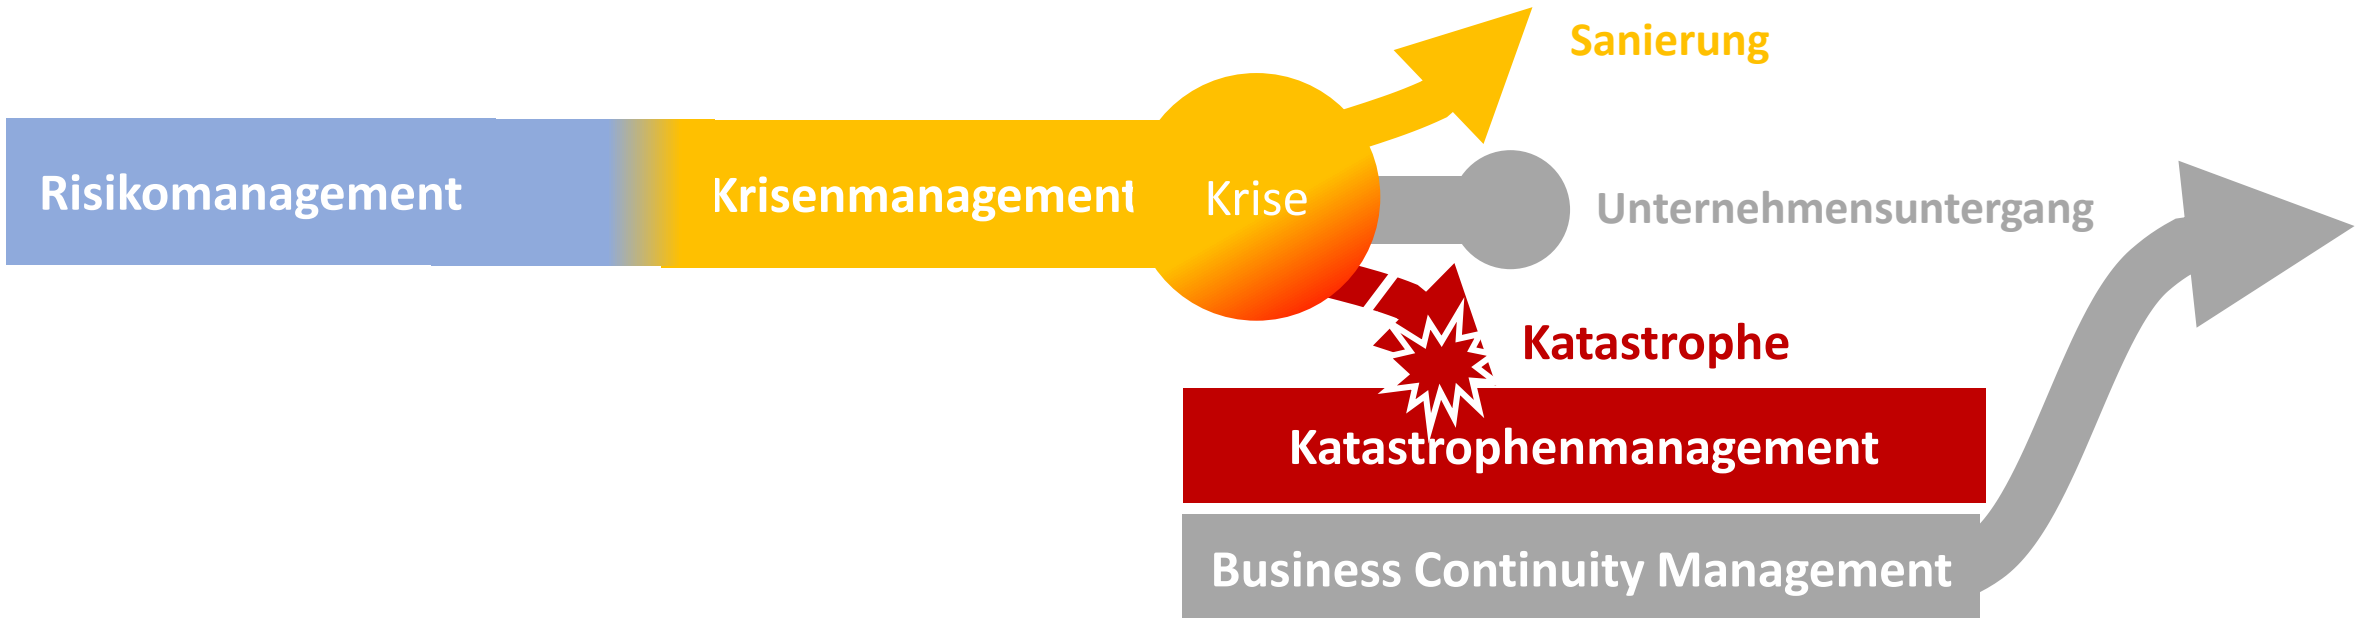 Sanierung
Risikomanagement
Krisenmanagement
Krise
Unternehmensuntergang
Katastrophe
Katastrophenmanagement
Business Continuity Management